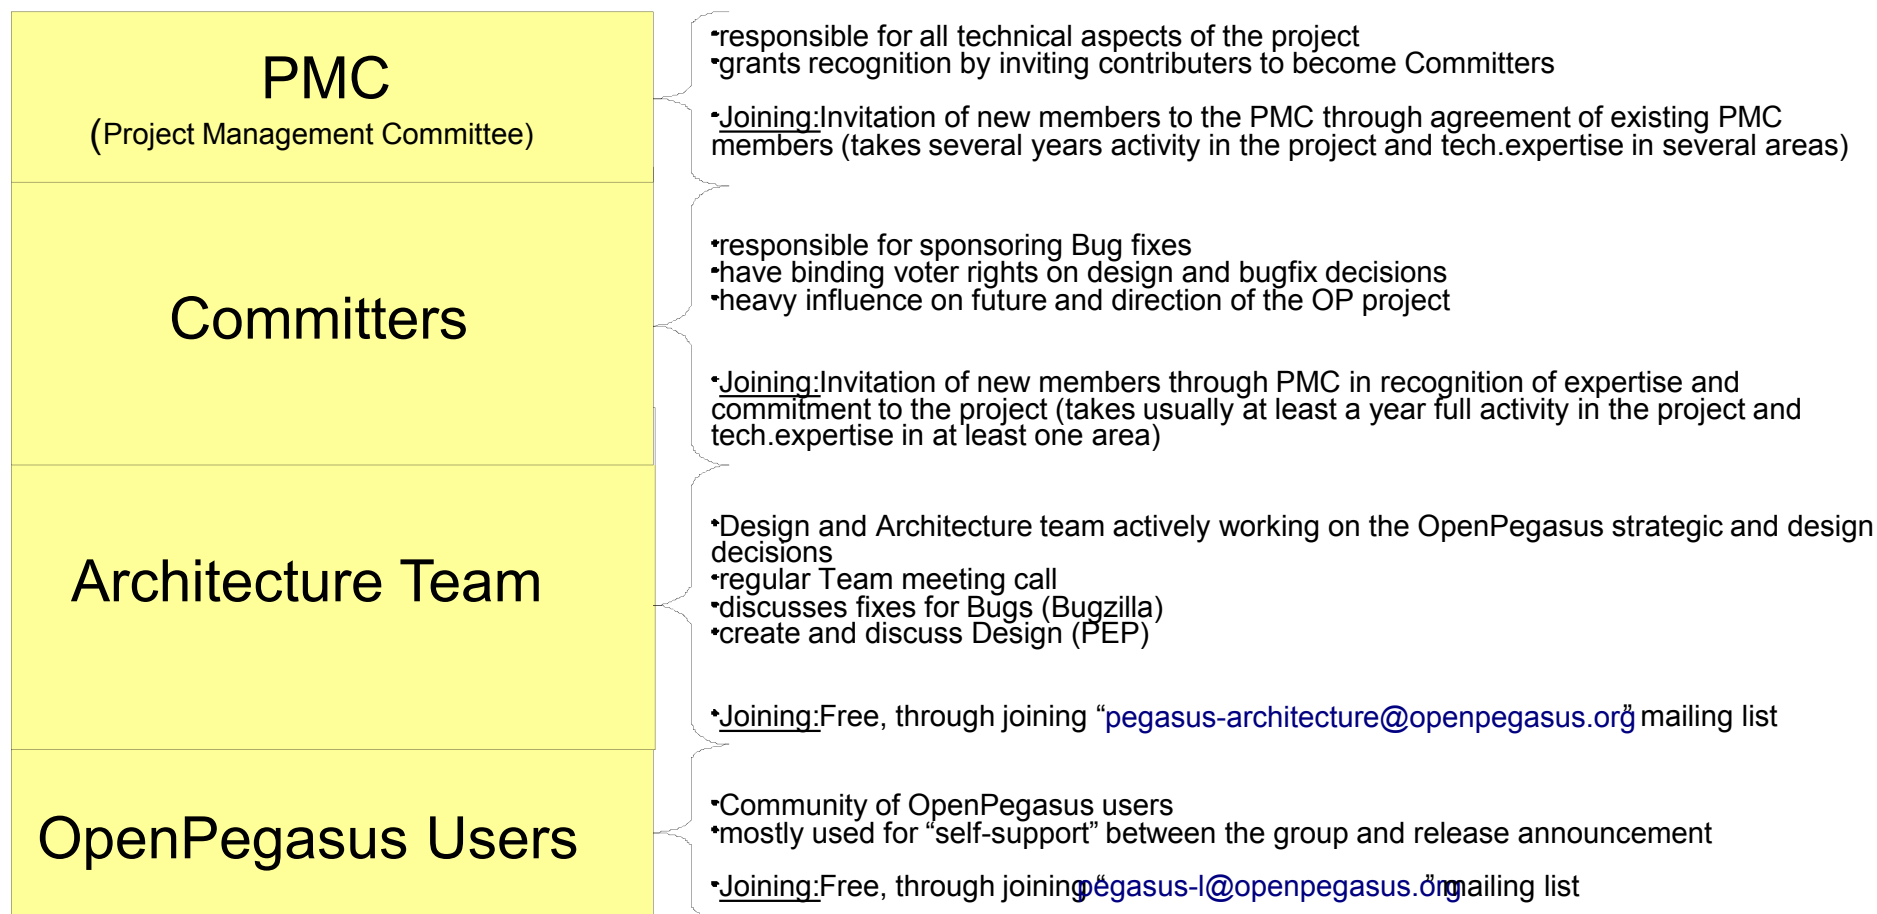 PMC
(Project Management Committee)
•responsible for all technical aspects of the project
•grants recognition by inviting contributers to become Committers
•Joining:Invitation of new members to the PMC through agreement of existing PMC
members (takes several years activity in the project and tech.expertise in several areas)
Committers
•responsible for sponsoring Bug fixes
•have binding voter rights on design and bugfix decisions
•heavy influence on future and direction of the OP project
•Joining:Invitation of new members through PMC in recognition of expertise and
commitment to the project (takes usually at least a year full activity in the project and
tech.expertise in at least one area)
Architecture Team
•Design and Architecture team actively working on the OpenPegasus strategic and design
decisions
•regular Team meeting call
•discusses fixes for Bugs (Bugzilla)
•create and discuss Design (PEP)
•Joining:Free, through joining “pegasus-architecture@openpegasus.org” mailing list
OpenPegasus Users
•Community of OpenPegasus users
•mostly used for “self-support” between the group and release announcement
•Joining:Free, through joining “pegasus-l@openpegasus.org” mailing list